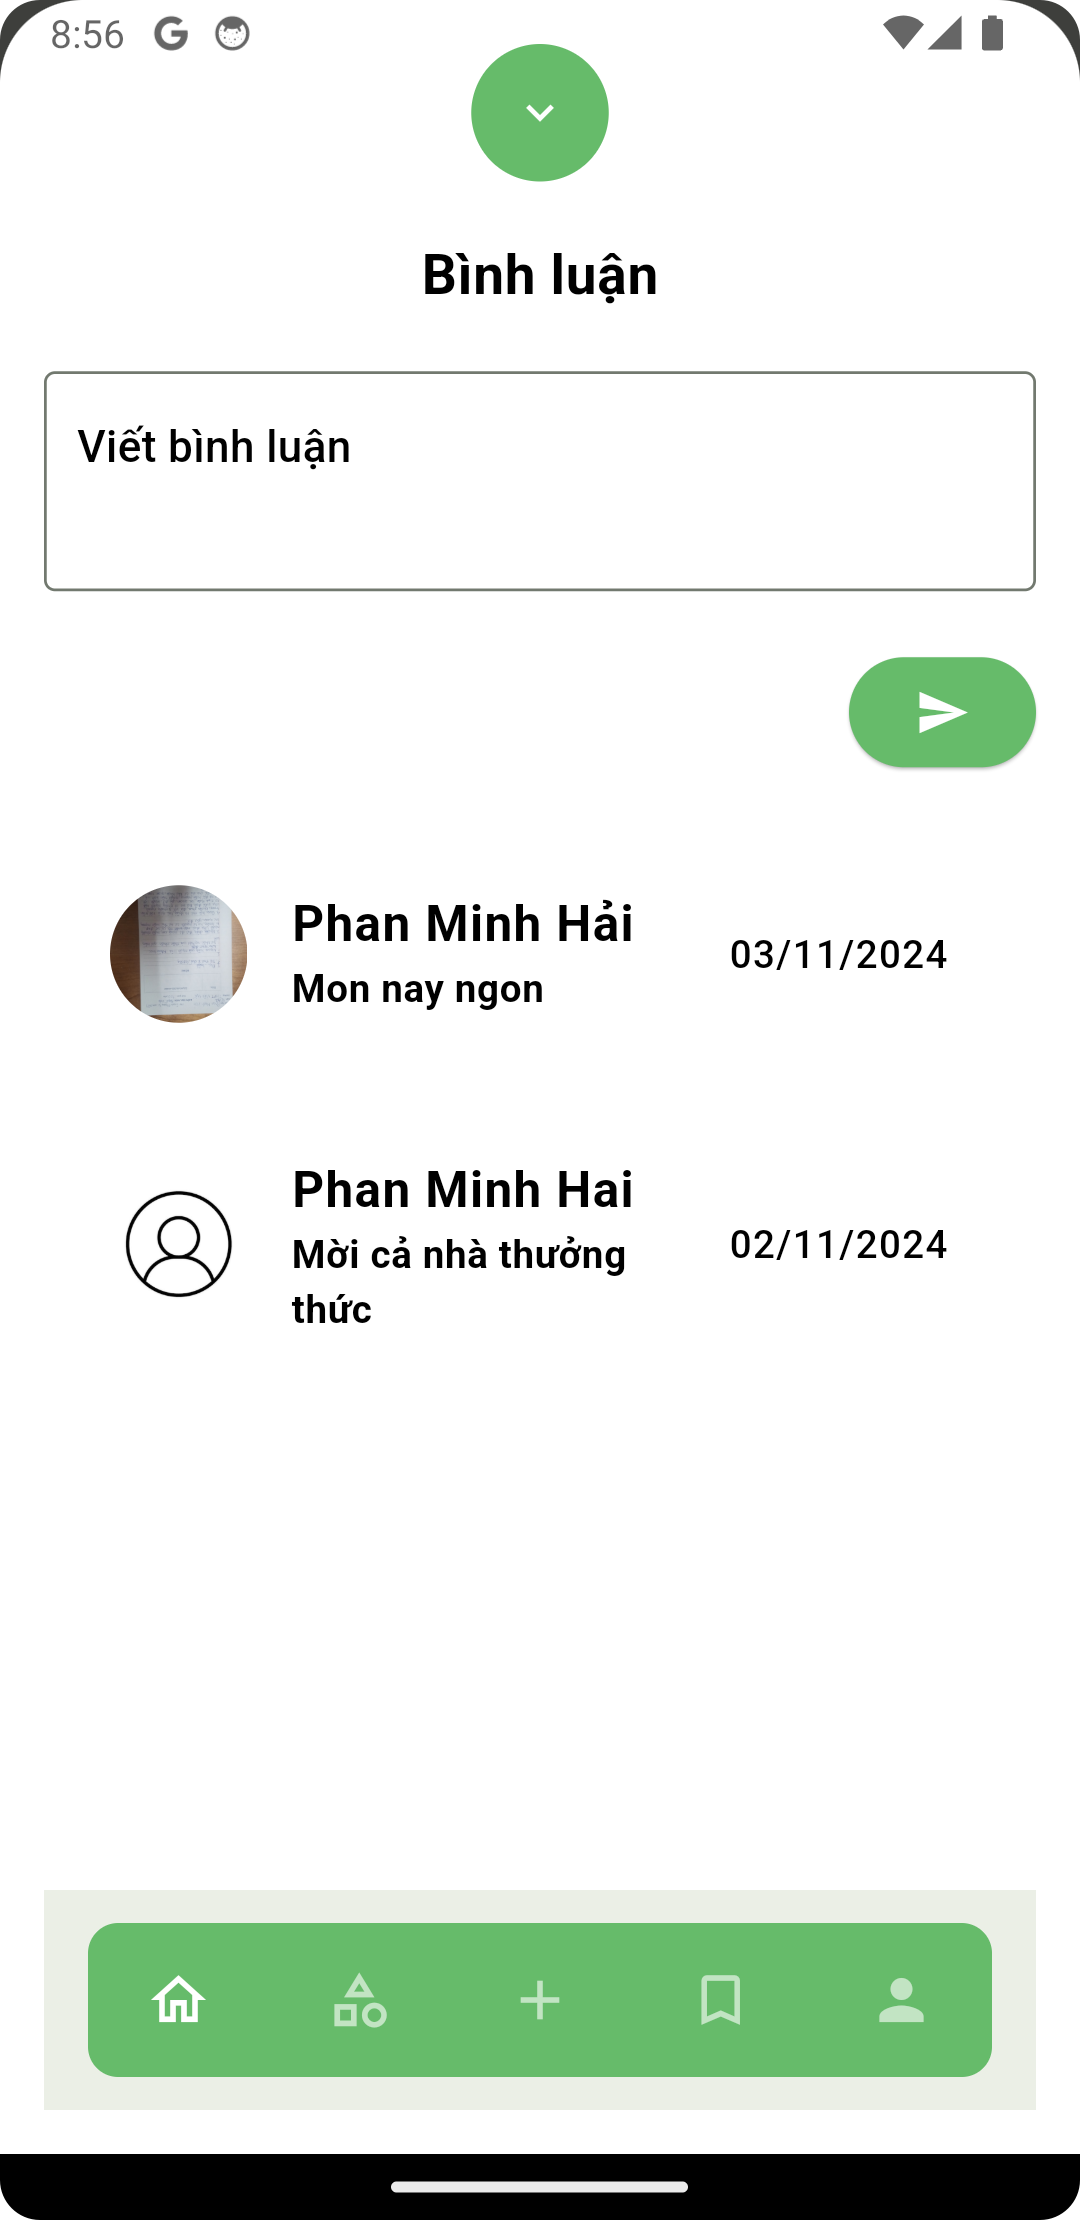 8:56
Bình luận
Viết bình luận
Phan Minh Hải
Mon nay ngon
03/11/2024
Phan Minh Hai
Mời cả nhà thưởng
thức
02/11/2024